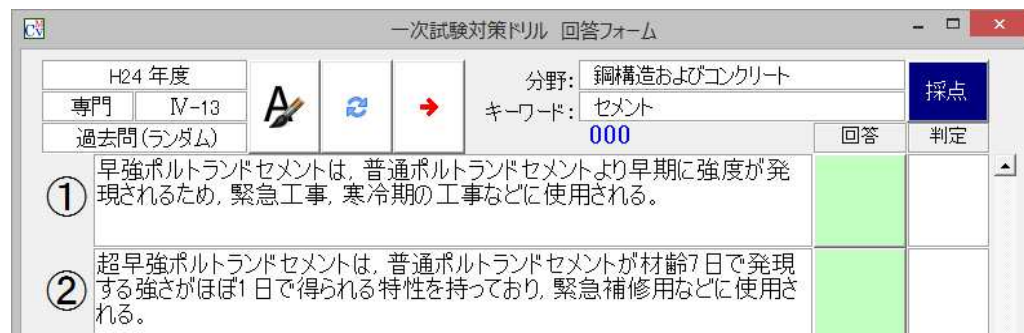 CV
一次試験対策ドリル 回答フォーム
H24 年度
専門 Ⅳ-13
過去問(ランダム)
A
分野: 鋼構造およびコンクリート
キーワード: セメント
000
採点
回答 判定
① 早強ポルトランドセメントは, 普通ポルトランドセメントより早期に強度が発
現されるため, 緊急工事, 寒冷期の工事などに使用される。
② 超早強ポルトランドセメントは, 普通ポルトランドセメントが材齢7日で発現
する強さがほぼ1日で得られる特性を持っており, 緊急補修用などに使用さ
れる。